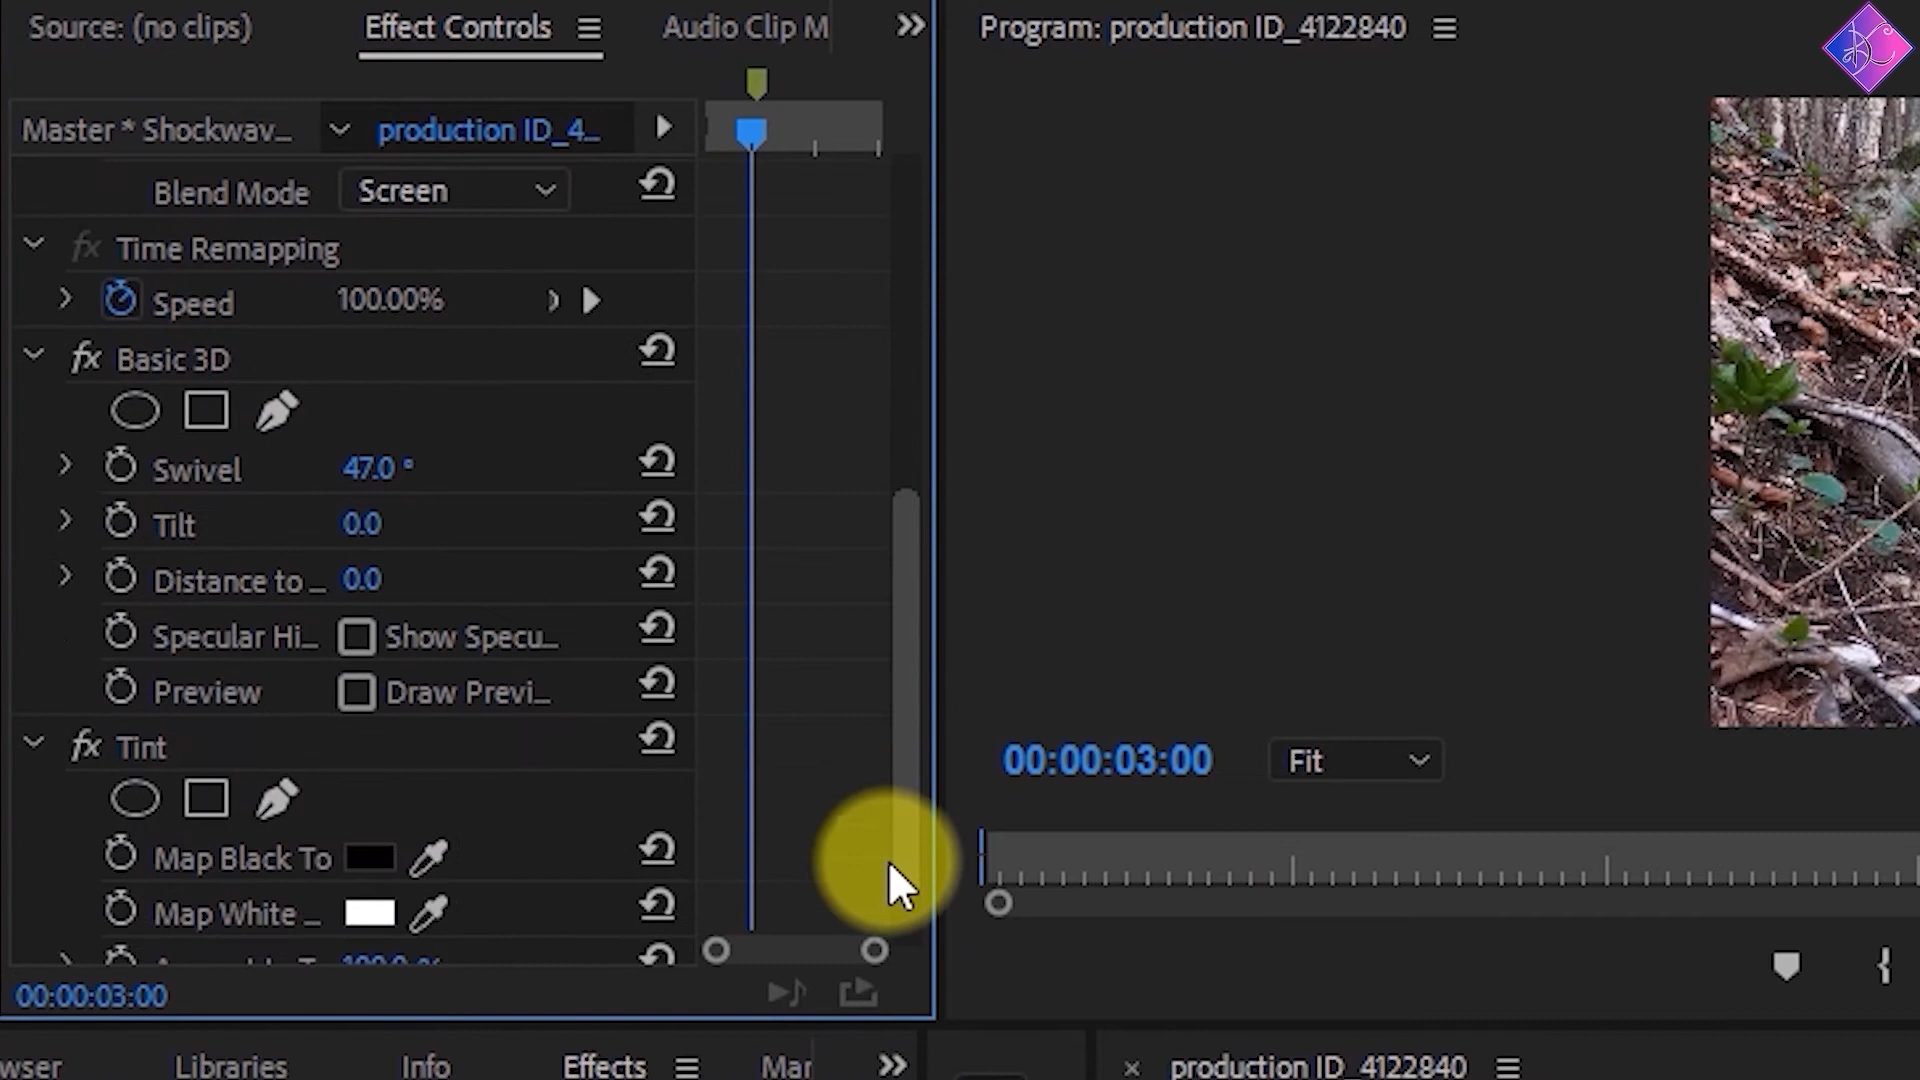 Source: (no clips) Effect Controls Audio Clip M
Program: production ID_4122840
Master * Shockwav... production ID_4...
Blend Mode Screen
fx Time Remapping
Speed 100.00%
fx Basic 3D
Swivel 47.0 °
Tilt 0.0
Distance to ... 0.0
Specular Hi... Show Specu...
Preview Draw Previ...
fx Tint
Map Black To
Map White ...
100.0 %
00:00:03:00
00:00:03:00 Fit
wser Libraries Info Effects Mar
× production ID_4122840